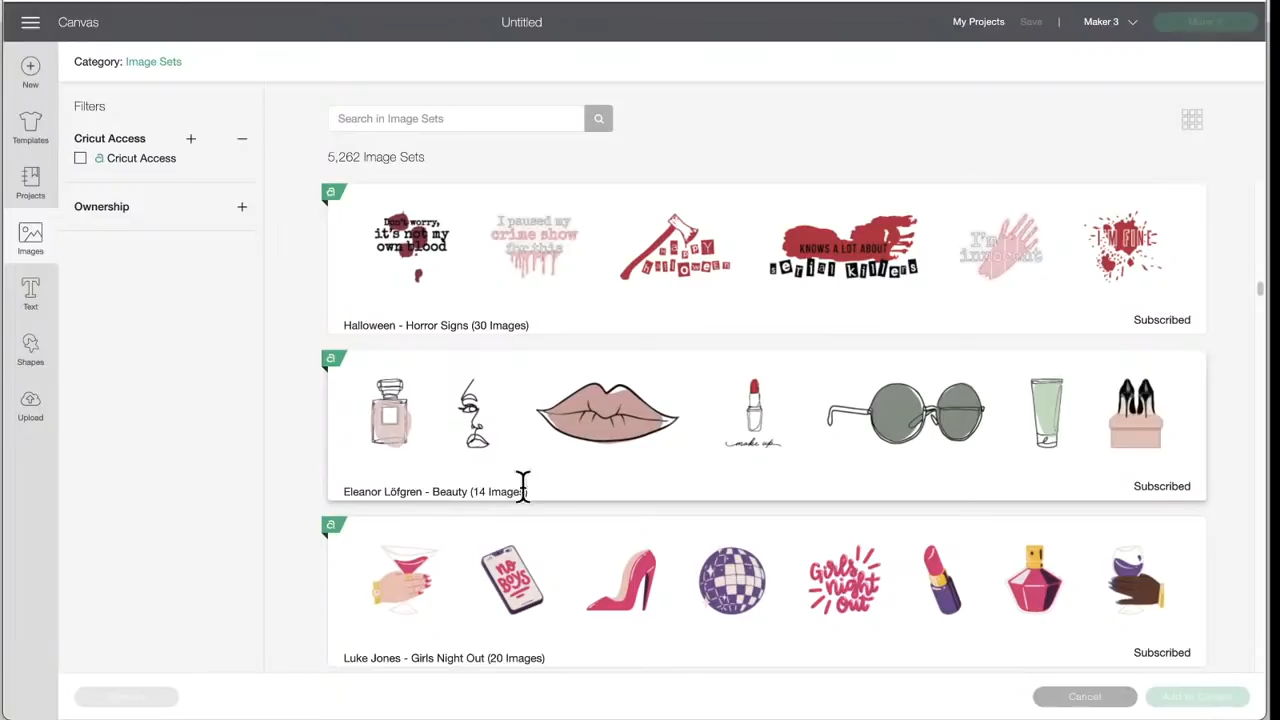 Canvas
Untitled
My Projects Save | Maker 3
New
Templates
Projects
Images
Text
Shapes
Upload
Category: Image Sets
Filters
Cricut Access + −
a Cricut Access
Ownership +
Search in Image Sets
5,262 Image Sets
a
Don't worry,
it's not my
own blood
I paused my
crime show
for this
HAPPY
halloween
KNOWS A LOT ABOUT
serial killers
I'm
innocent
I'M FINE
Halloween - Horror Signs (30 Images)
Subscribed
a
make up
Eleanor Löfgren - Beauty (14 Images)
Subscribed
a
no
BOYS
Girls
night
out
Luke Jones - Girls Night Out (20 Images)
Subscribed
Cancel
Add to Canvas